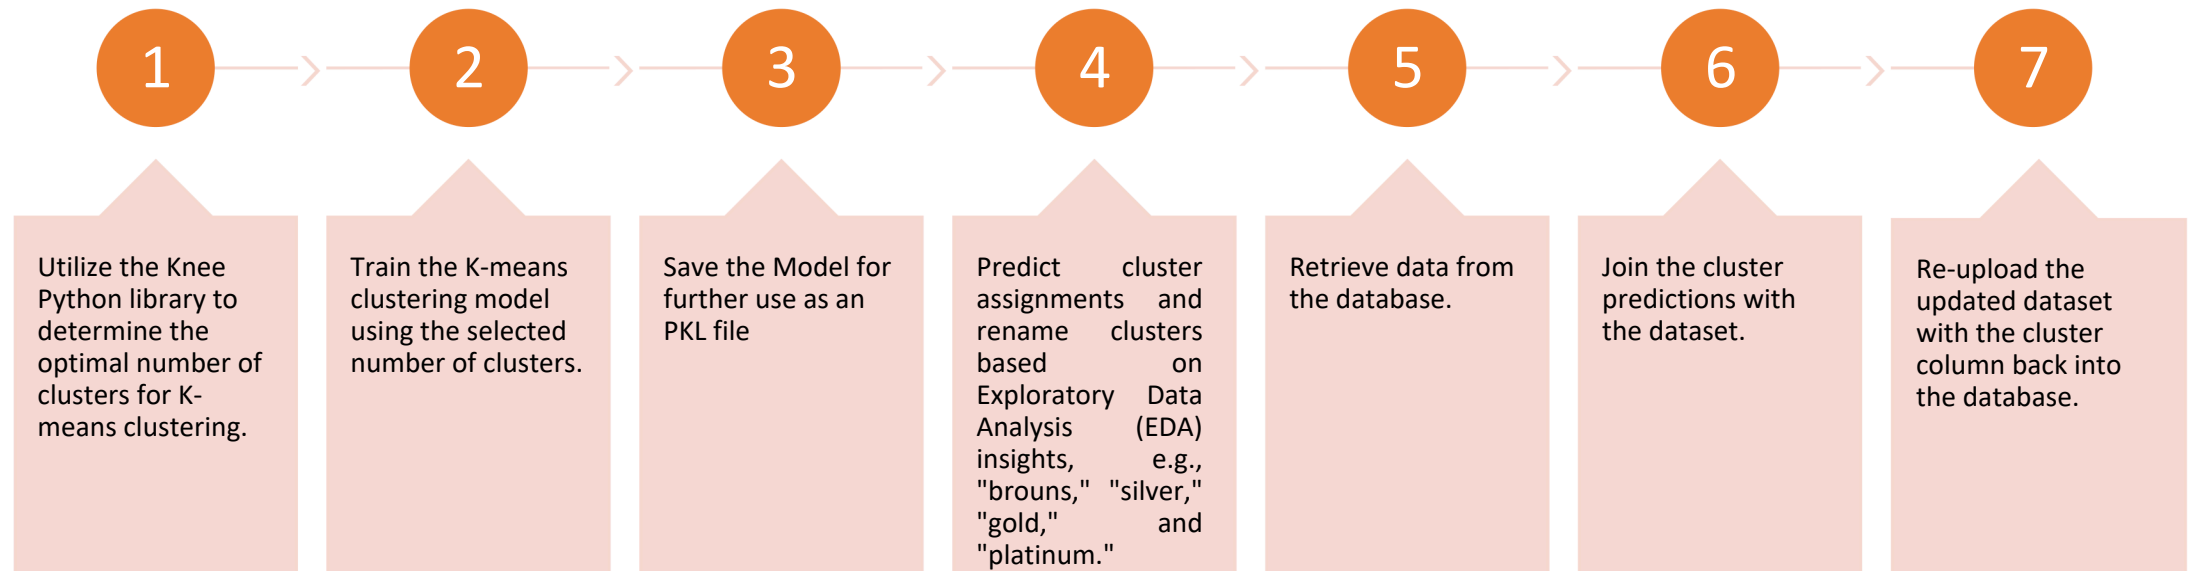 1
2
3
4
5
6
7
Utilize the Knee
Python library to
determine the
optimal number of
clusters for K-
means clustering.
Train the K-means
clustering model
using the selected
number of clusters.
Save the Model for
further use as an
PKL file
Predict cluster
assignments and
rename clusters
based on
Exploratory Data
Analysis (EDA)
insights, e.g.,
"brouns," "silver,"
"gold," and
"platinum."
Retrieve data from
the database.
Join the cluster
predictions with
the dataset.
Re-upload the
updated dataset
with the cluster
column back into
the database.